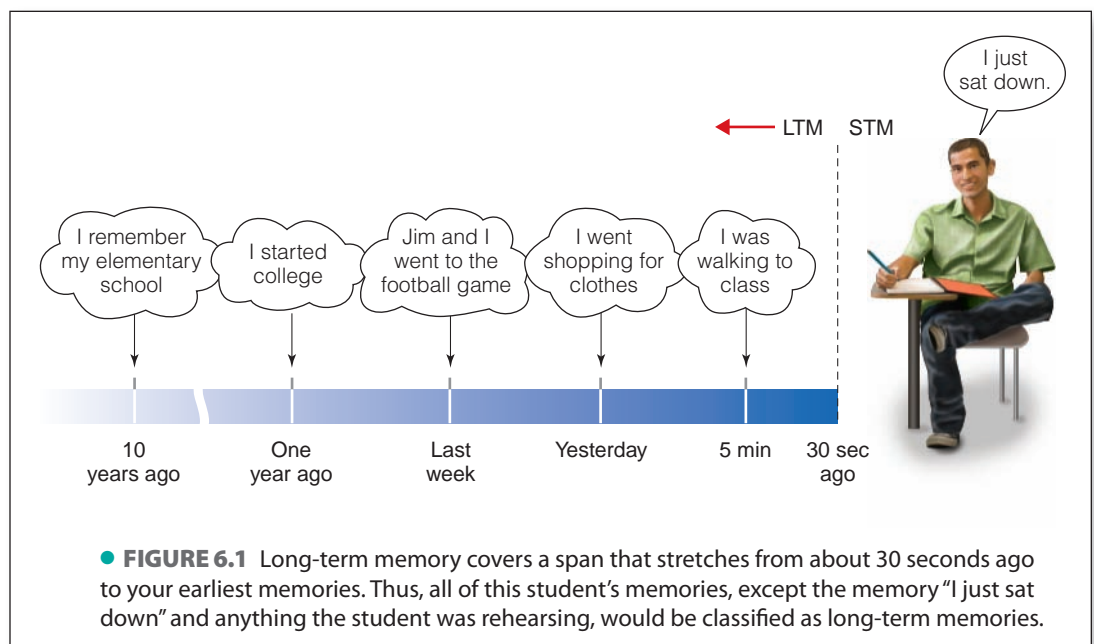 I just
sat down.
LTM STM
I remember
my elementary
school
I started
college
Jim and I
went to the
football game
I went
shopping for
clothes
I was
walking to
class
10
years ago
One
year ago
Last
week
Yesterday
5 min
30 sec
ago
● FIGURE 6.1 Long-term memory covers a span that stretches from about 30 seconds ago
to your earliest memories. Thus, all of this student’s memories, except the memory “I just sat
down” and anything the student was rehearsing, would be classified as long-term memories.